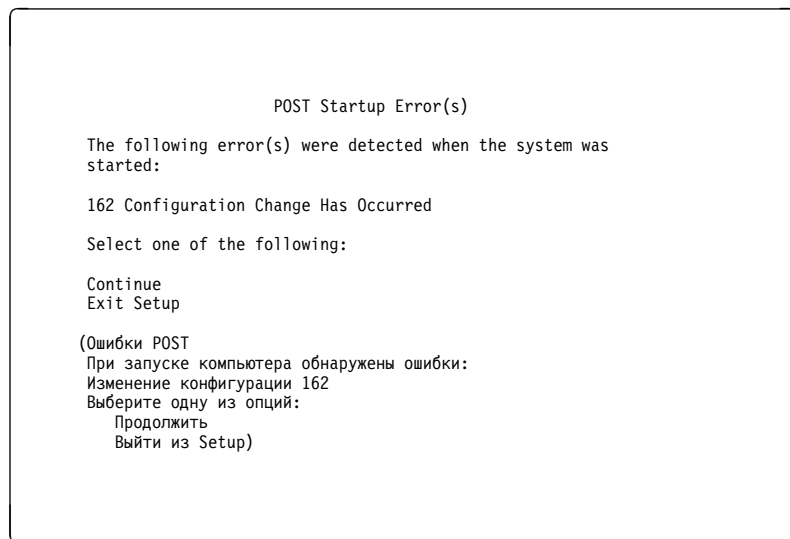 POST Startup Error(s)
The following error(s) were detected when the system was
started:
162 Configuration Change Has Occurred
Select one of the following:
Continue
Exit Setup
(Ошибки POST
При запуске компьютера обнаружены ошибки:
Изменение конфигурации 162
Выберите одну из опций:
Продолжить
Выйти из Setup)